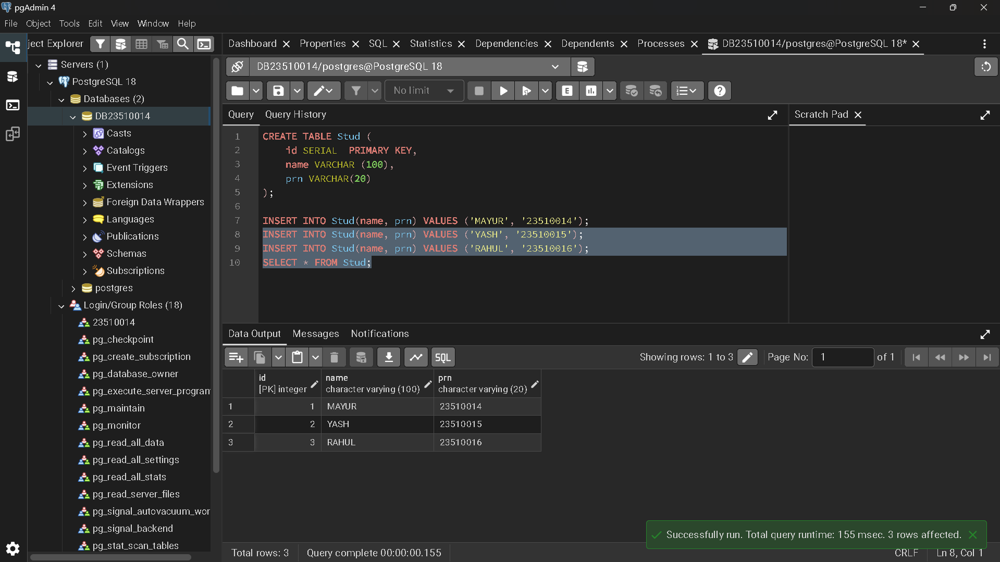 pgAdmin 4
File Object Tools Edit View Window Help
ject Explorer
Dashboard Properties SQL Statistics Dependencies Dependents Processes DB23510014/postgres@PostgreSQL 18*
Servers (1)
PostgreSQL 18
Databases (2)
DB23510014
Casts
Catalogs
Event Triggers
Extensions
Foreign Data Wrappers
Languages
Publications
Schemas
Subscriptions
postgres
Login/Group Roles (18)
23510014
pg_checkpoint
pg_create_subscription
pg_database_owner
pg_execute_server_program
pg_maintain
pg_monitor
pg_read_all_data
pg_read_all_settings
pg_read_all_stats
pg_read_server_files
pg_signal_autovacuum_wor
pg_signal_backend
pg_stat_scan_tables
DB23510014/postgres@PostgreSQL 18
No limit
E
Query Query History
Scratch Pad
1 CREATE TABLE Stud (
2 id SERIAL PRIMARY KEY,
3 name VARCHAR (100),
4 prn VARCHAR(20)
5 );
6
7 INSERT INTO Stud(name, prn) VALUES ('MAYUR', '23510014');
8 INSERT INTO Stud(name, prn) VALUES ('YASH', '23510015');
9 INSERT INTO Stud(name, prn) VALUES ('RAHUL', '23510016');
10 SELECT * FROM Stud;
Data Output Messages Notifications
SQL Showing rows: 1 to 3 Page No: 1 of 1
id name prn
[PK] integer character varying (100) character varying (20)
1 1 MAYUR 23510014
2 2 YASH 23510015
3 3 RAHUL 23510016
Successfully run. Total query runtime: 155 msec. 3 rows affected.
Total rows: 3 Query complete 00:00:00.155 CRLF Ln 8, Col 1